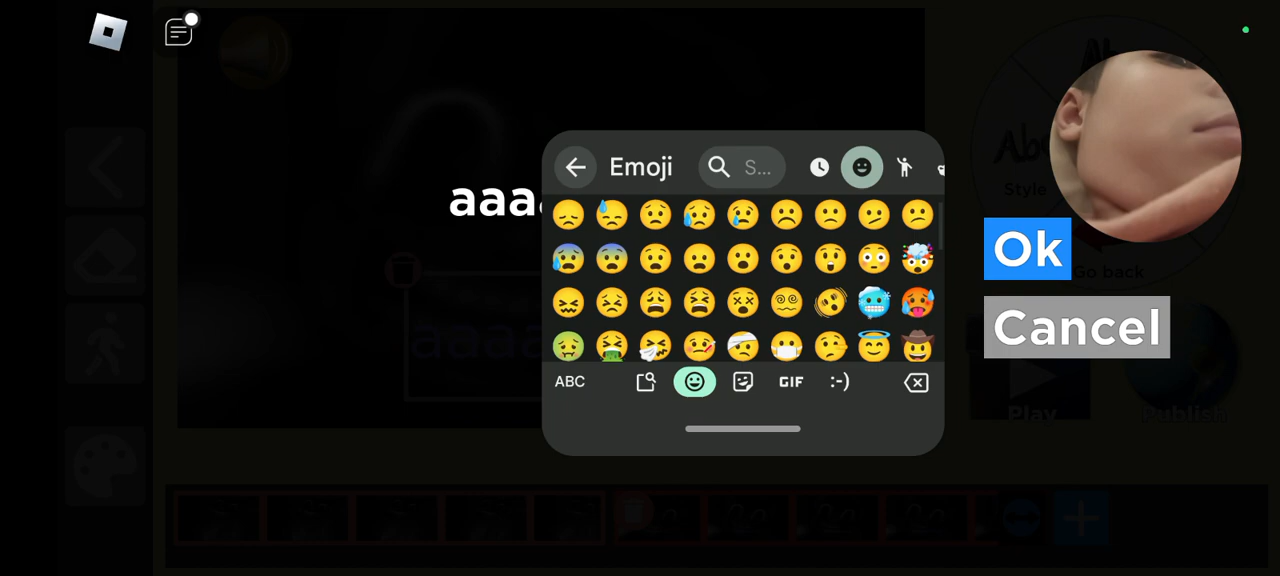 Emoji
S...
aaa
Style
Ok
Go back
Cancel
ABC
GIF
:-)
Play
Publish